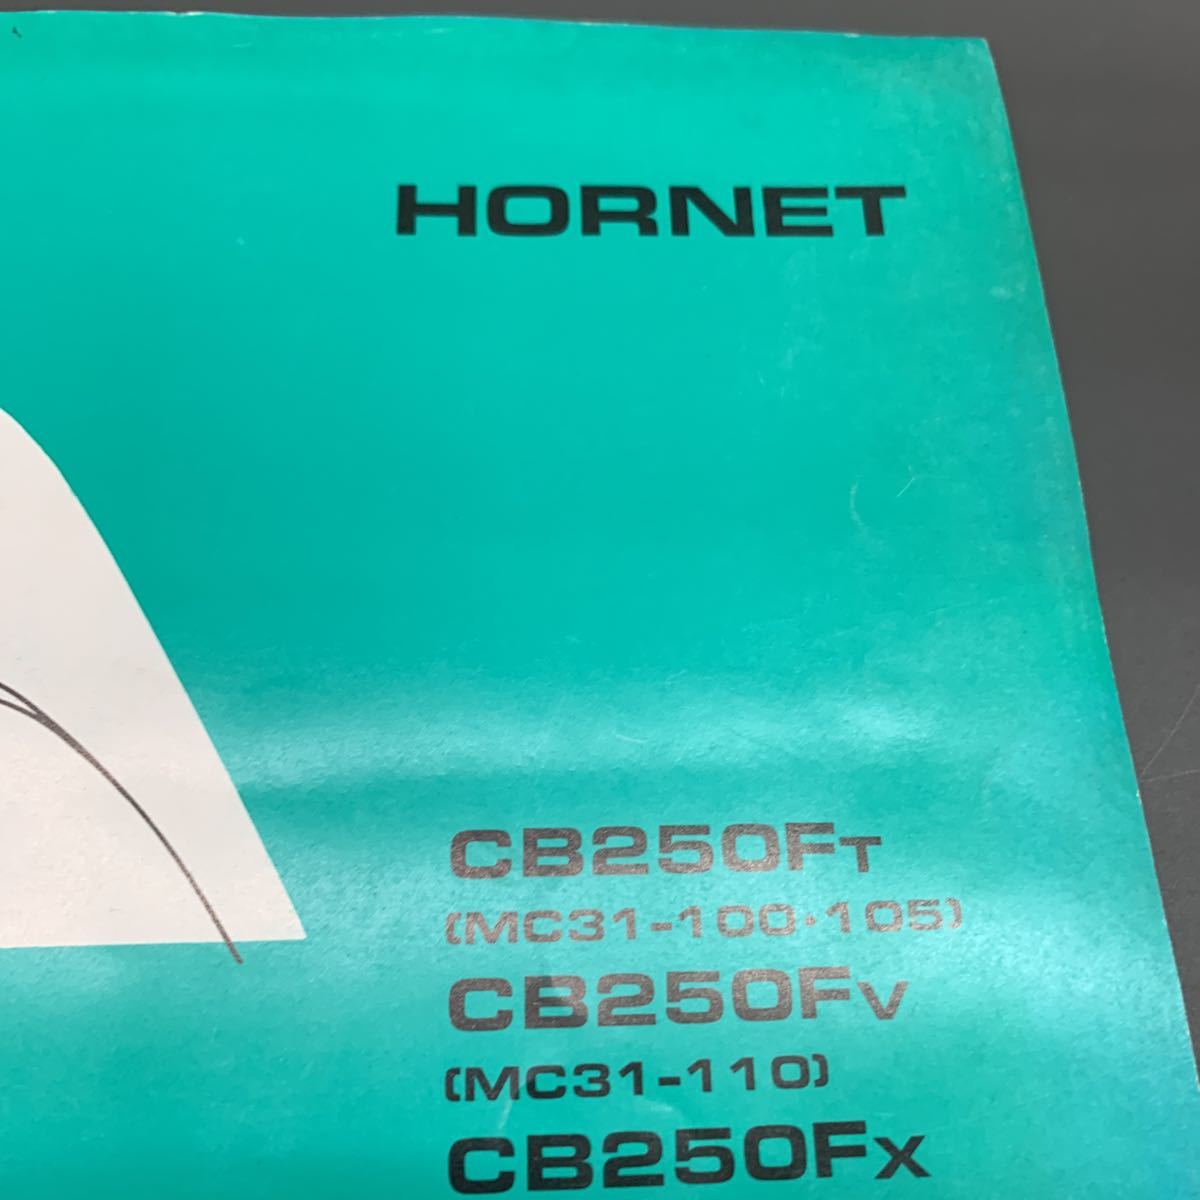 HORNET
CB250FT
(MC31-100·105)
CB250FV
(MC31-110)
CB250FX